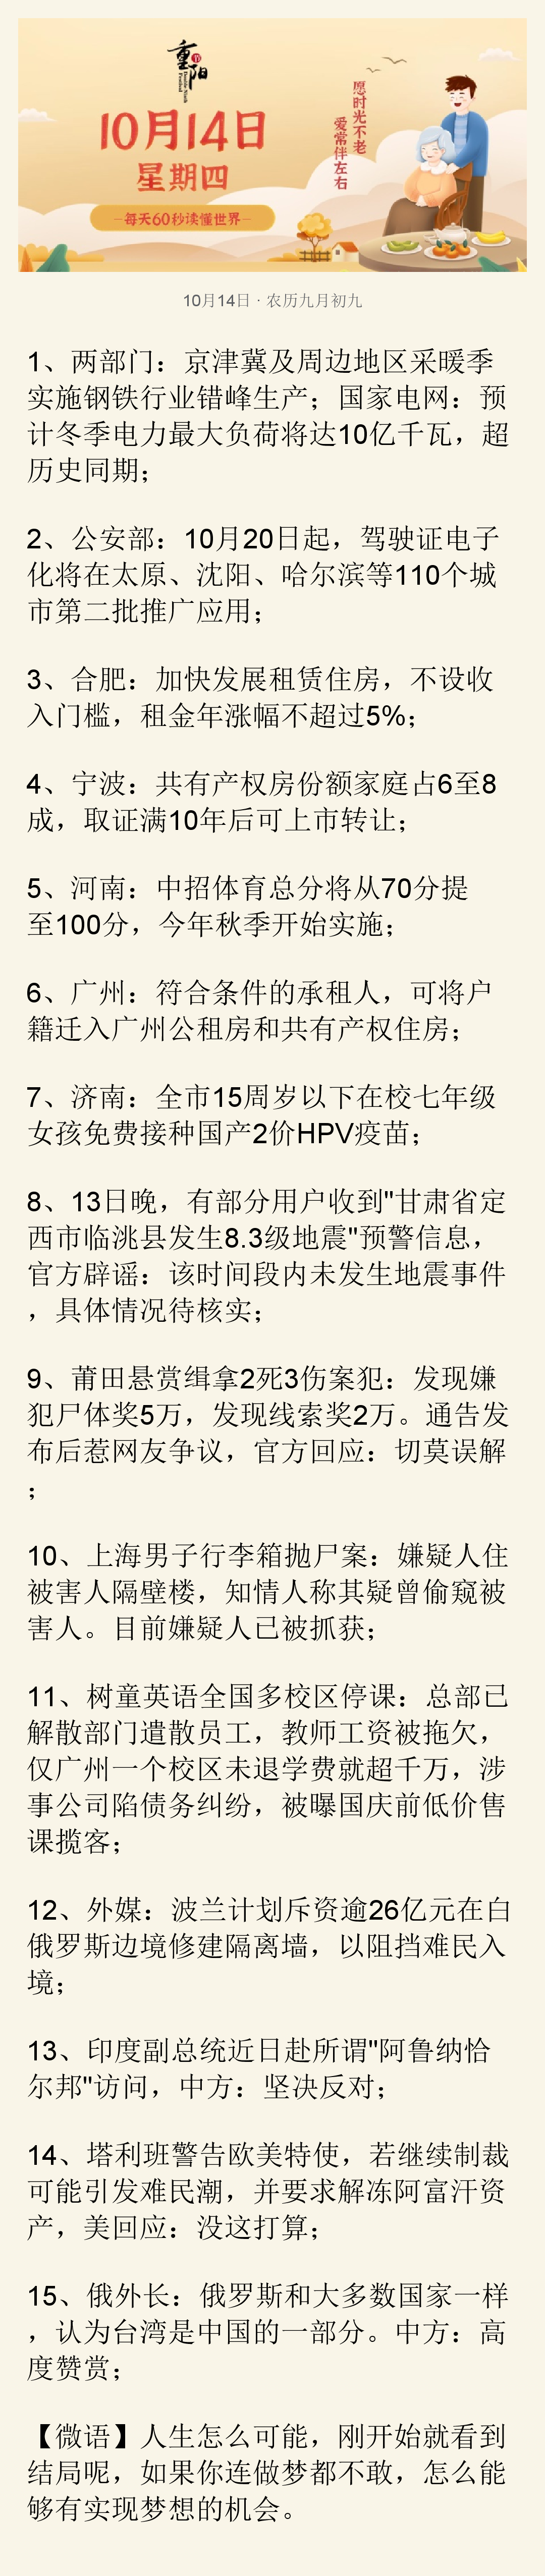 重阳
节
Double Ninth Festival
10月14日
星期四
每天60秒读懂世界
愿时光不老
爱常伴左右
10月14日 · 农历九月初九
1、两部门：京津冀及周边地区采暖季
实施钢铁行业错峰生产；国家电网：预
计冬季电力最大负荷将达10亿千瓦，超
历史同期；
2、公安部：10月20日起，驾驶证电子
化将在太原、沈阳、哈尔滨等110个城
市第二批推广应用；
3、合肥：加快发展租赁住房，不设收
入门槛，租金年涨幅不超过5%；
4、宁波：共有产权房份额家庭占6至8
成，取证满10年后可上市转让；
5、河南：中招体育总分将从70分提
至100分，今年秋季开始实施；
6、广州：符合条件的承租人，可将户
籍迁入广州公租房和共有产权住房；
7、济南：全市15周岁以下在校七年级
女孩免费接种国产2价HPV疫苗；
8、13日晚，有部分用户收到"甘肃省定
西市临洮县发生8.3级地震"预警信息，
官方辟谣：该时间段内未发生地震事件
，具体情况待核实；
9、莆田悬赏缉拿2死3伤案犯：发现嫌
犯尸体奖5万，发现线索奖2万。通告发
布后惹网友争议，官方回应：切莫误解
；
10、上海男子行李箱抛尸案：嫌疑人住
被害人隔壁楼，知情人称其疑曾偷窥被
害人。目前嫌疑人已被抓获；
11、树童英语全国多校区停课：总部已
解散部门遣散员工，教师工资被拖欠，
仅广州一个校区未退学费就超千万，涉
事公司陷债务纠纷，被曝国庆前低价售
课揽客；
12、外媒：波兰计划斥资逾26亿元在白
俄罗斯边境修建隔离墙，以阻挡难民入
境；
13、印度副总统近日赴所谓"阿鲁纳恰
尔邦"访问，中方：坚决反对；
14、塔利班警告欧美特使，若继续制裁
可能引发难民潮，并要求解冻阿富汗资
产，美回应：没这打算；
15、俄外长：俄罗斯和大多数国家一样
，认为台湾是中国的一部分。中方：高
度赞赏；
【微语】人生怎么可能，刚开始就看到
结局呢，如果你连做梦都不敢，怎么能
够有实现梦想的机会。